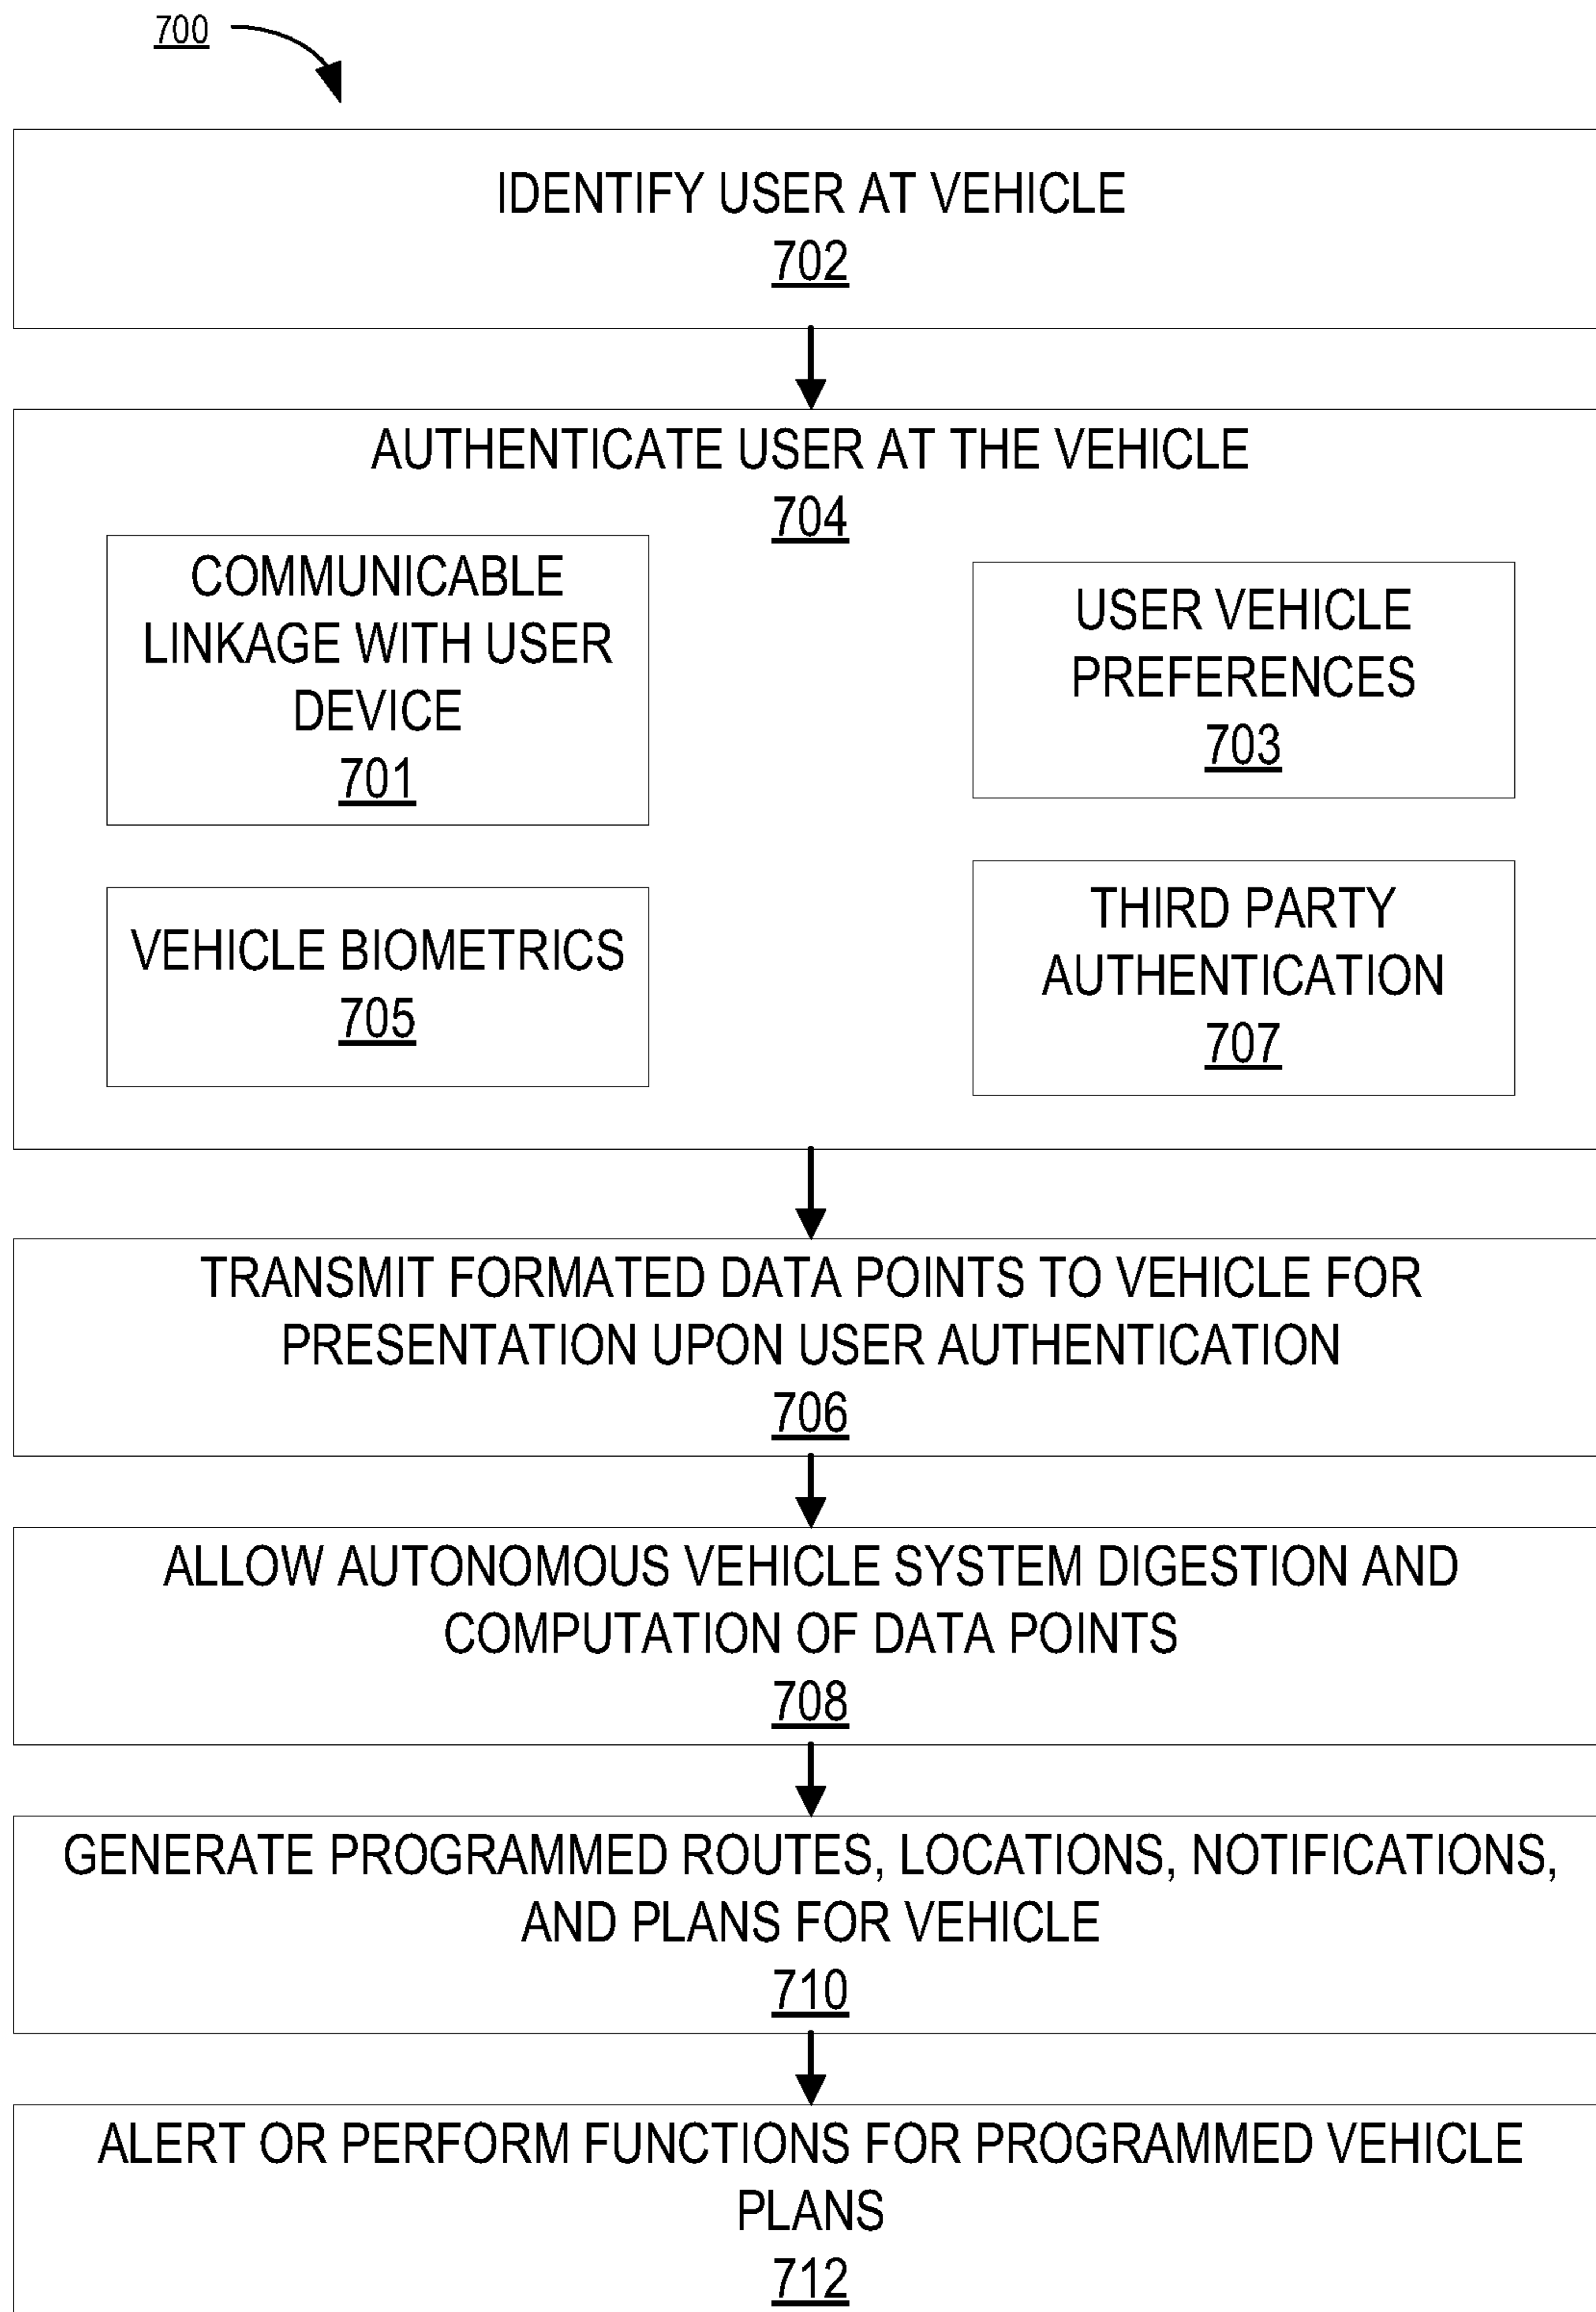 700
IDENTIFY USER AT VEHICLE
702
AUTHENTICATE USER AT THE VEHICLE
704
COMMUNICABLE
LINKAGE WITH USER
DEVICE
701
USER VEHICLE
PREFERENCES
703
VEHICLE BIOMETRICS
705
THIRD PARTY
AUTHENTICATION
707
TRANSMIT FORMATED DATA POINTS TO VEHICLE FOR
PRESENTATION UPON USER AUTHENTICATION
706
ALLOW AUTONOMOUS VEHICLE SYSTEM DIGESTION AND
COMPUTATION OF DATA POINTS
708
GENERATE PROGRAMMED ROUTES, LOCATIONS, NOTIFICATIONS,
AND PLANS FOR VEHICLE
710
ALERT OR PERFORM FUNCTIONS FOR PROGRAMMED VEHICLE
PLANS
712